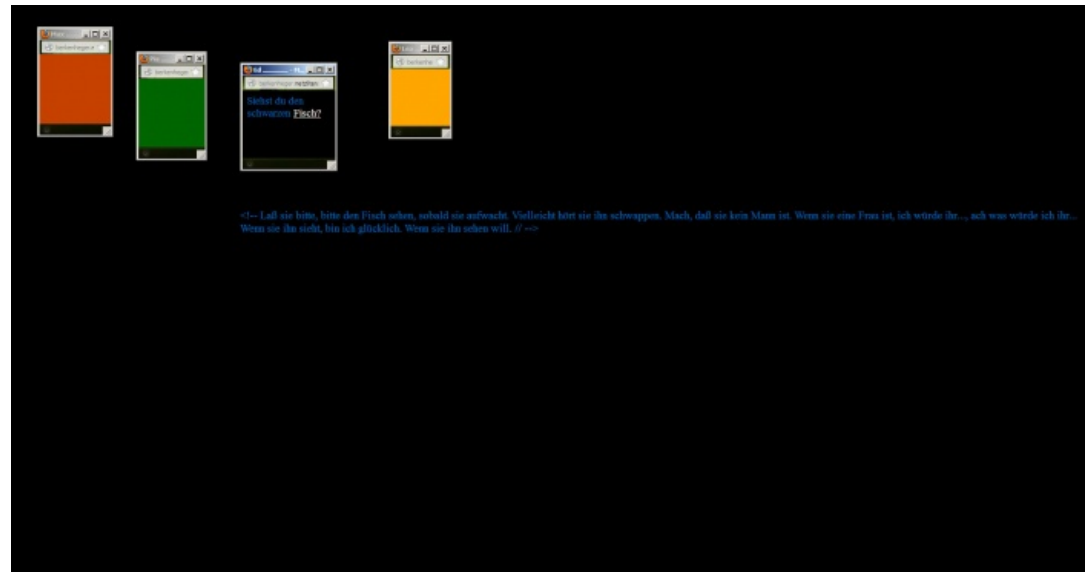 Siehst du den
schwarzen Fisch?
<!-- Laß sie bitte, bitte den Fisch sehen, sobald sie aufwacht. Vielleicht hört sie ihn schwappen. Mach, daß sie kein Mann ist. Wenn sie eine Frau ist, ich würde ihr..., ach was würde ich ihr...
Wenn sie ihn sieht, bin ich glücklich. Wenn sie ihn sehen will. // -->